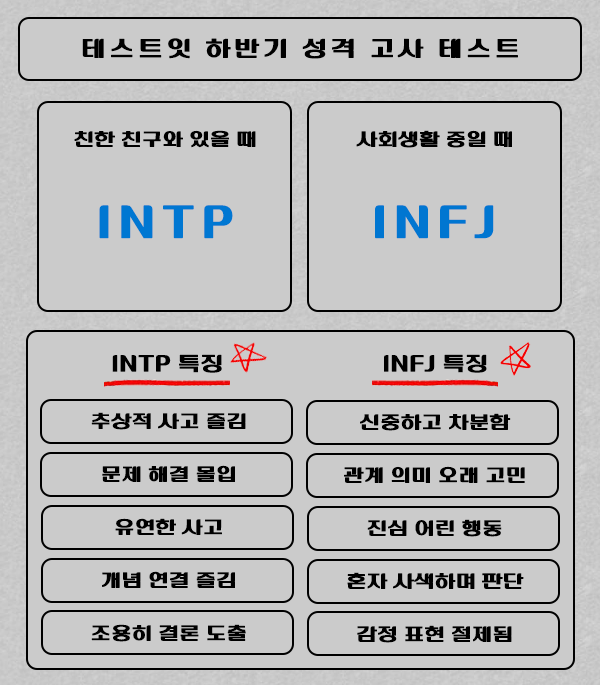 테스트잇 하반기 성격 고사 테스트
친한 친구와 있을 때
INTP
사회생활 중일 때
INFJ
INTP 특징
INFJ 특징
추상적 사고 즐김
신중하고 차분함
문제 해결 몰입
관계 의미 오래 고민
유연한 사고
진심 어린 행동
개념 연결 즐김
혼자 사색하며 판단
조용히 결론 도출
감정 표현 절제됨